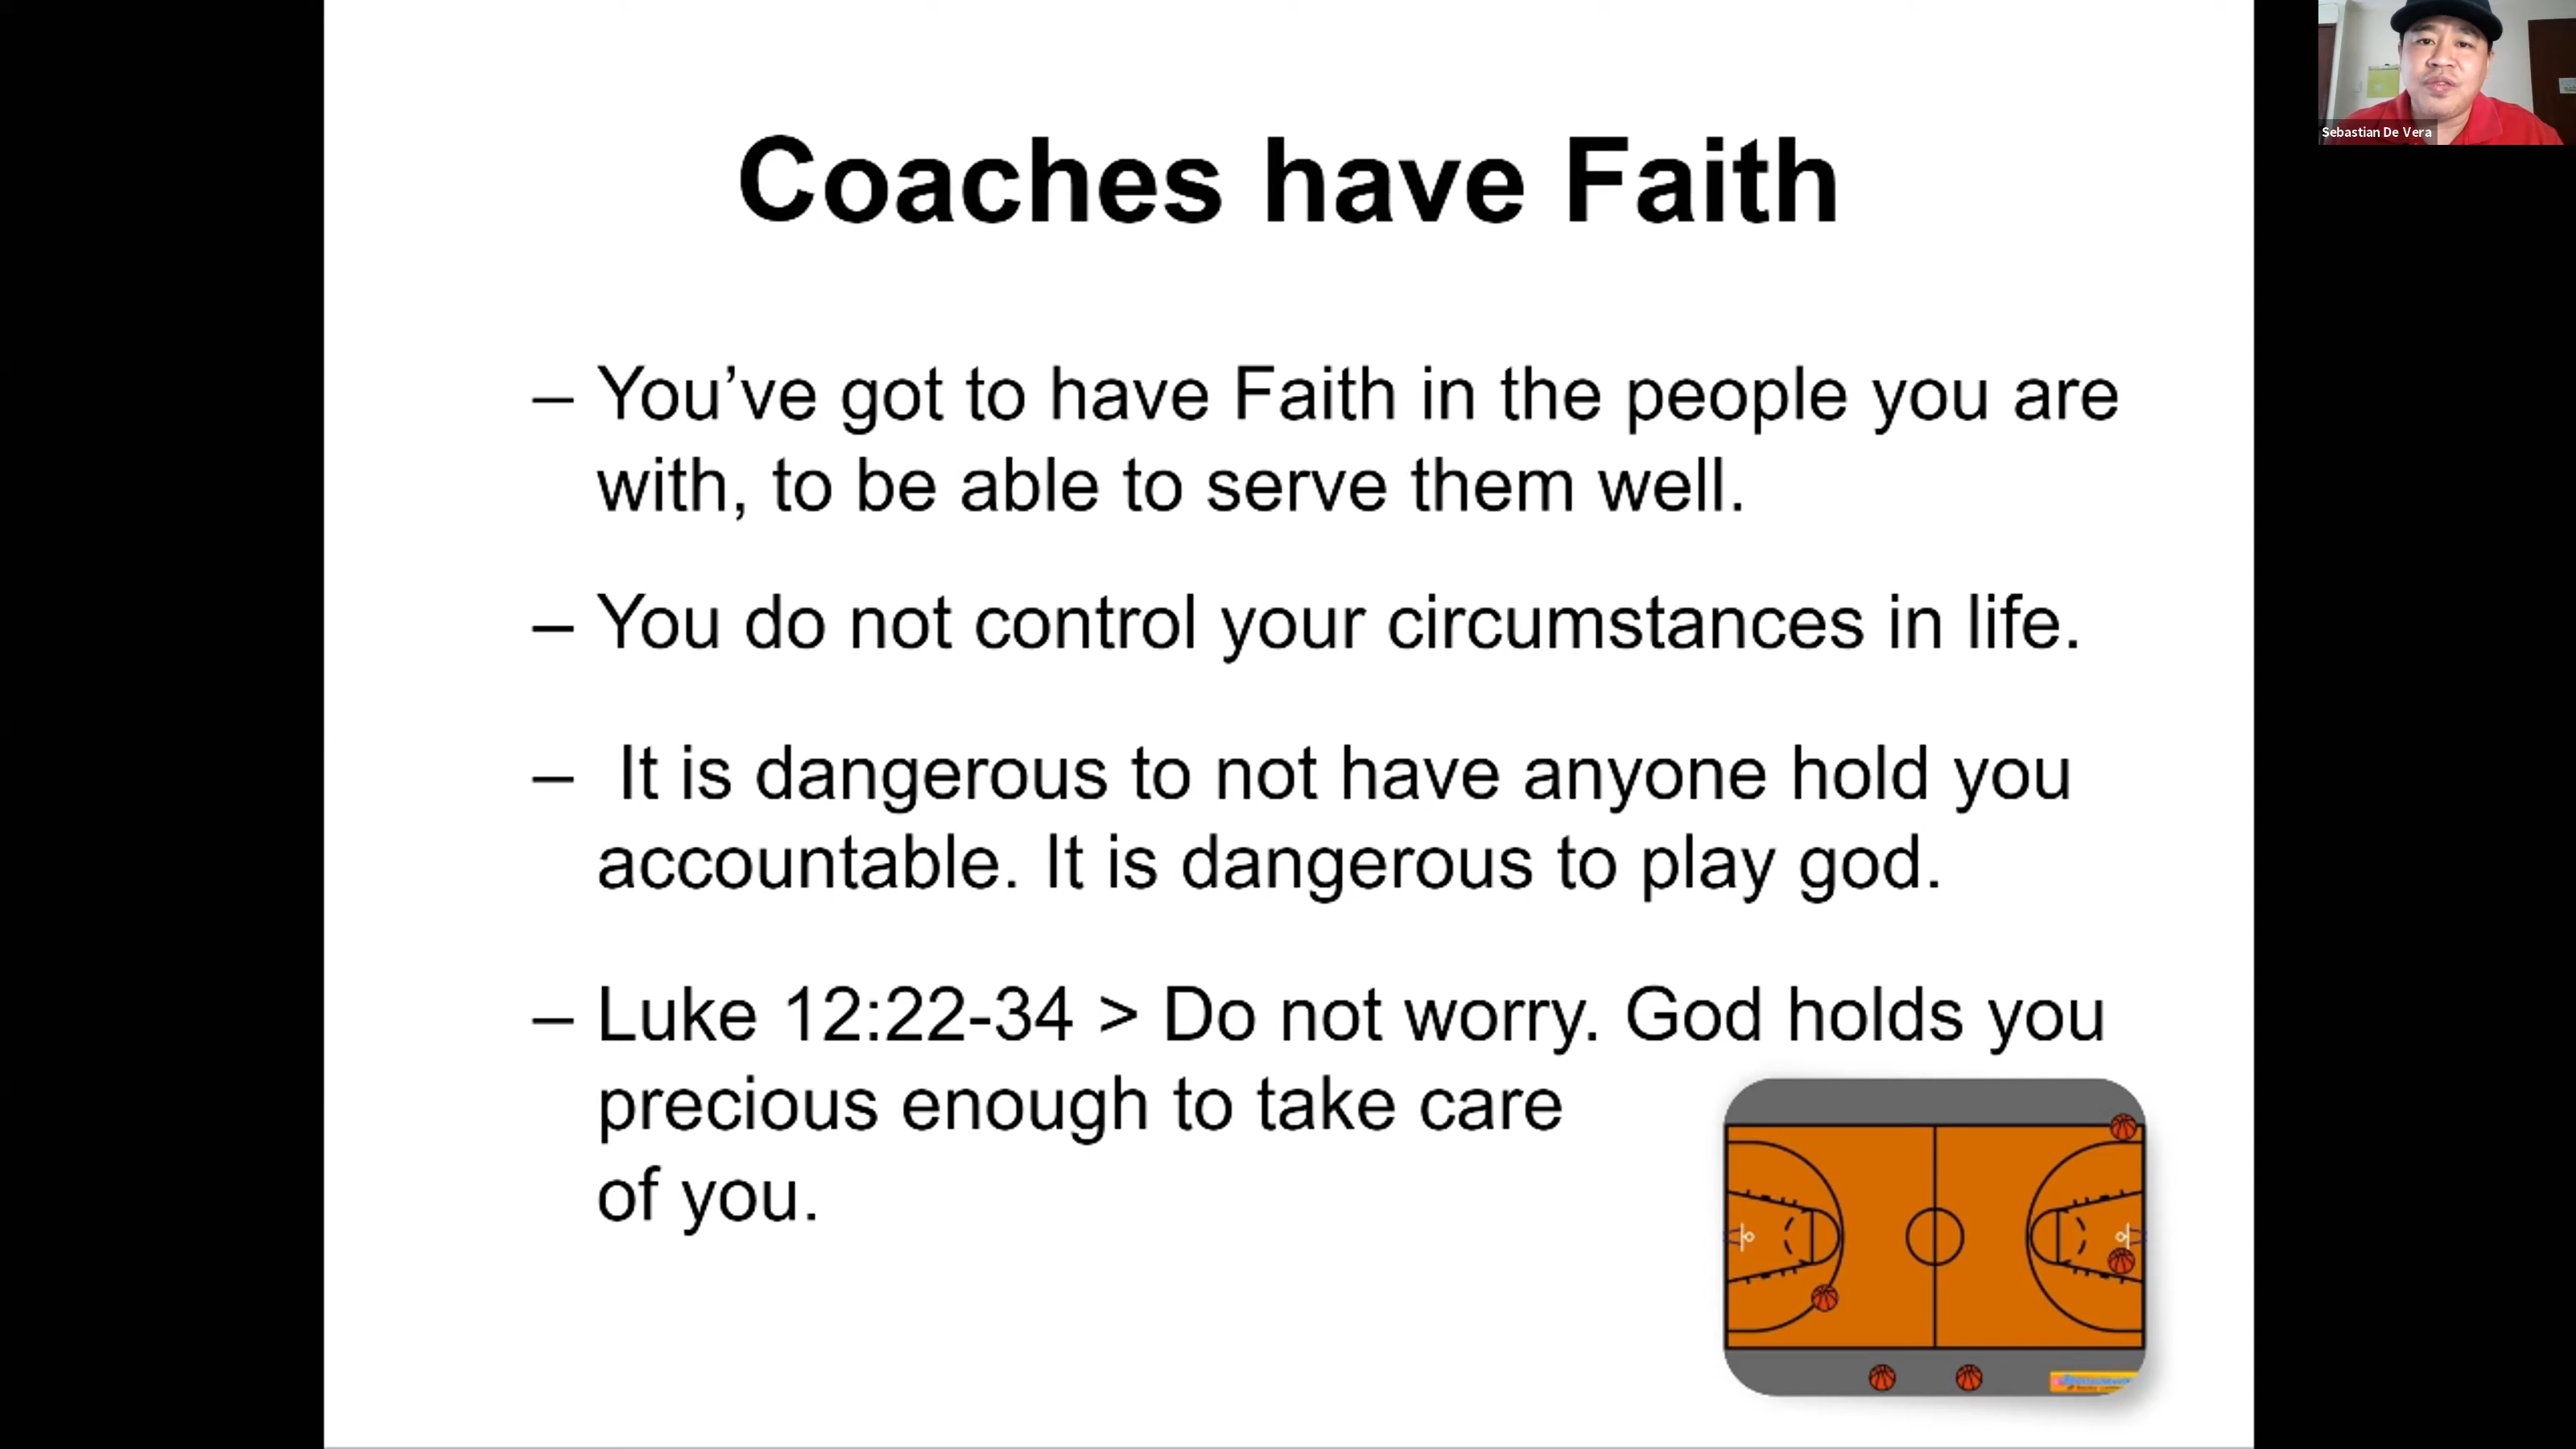 Sebastian De Vera
Coaches have Faith
– You’ve got to have Faith in the people you are
with, to be able to serve them well.
– You do not control your circumstances in life.
– It is dangerous to not have anyone hold you
accountable. It is dangerous to play god.
– Luke 12:22-34 > Do not worry. God holds you
precious enough to take care
of you.